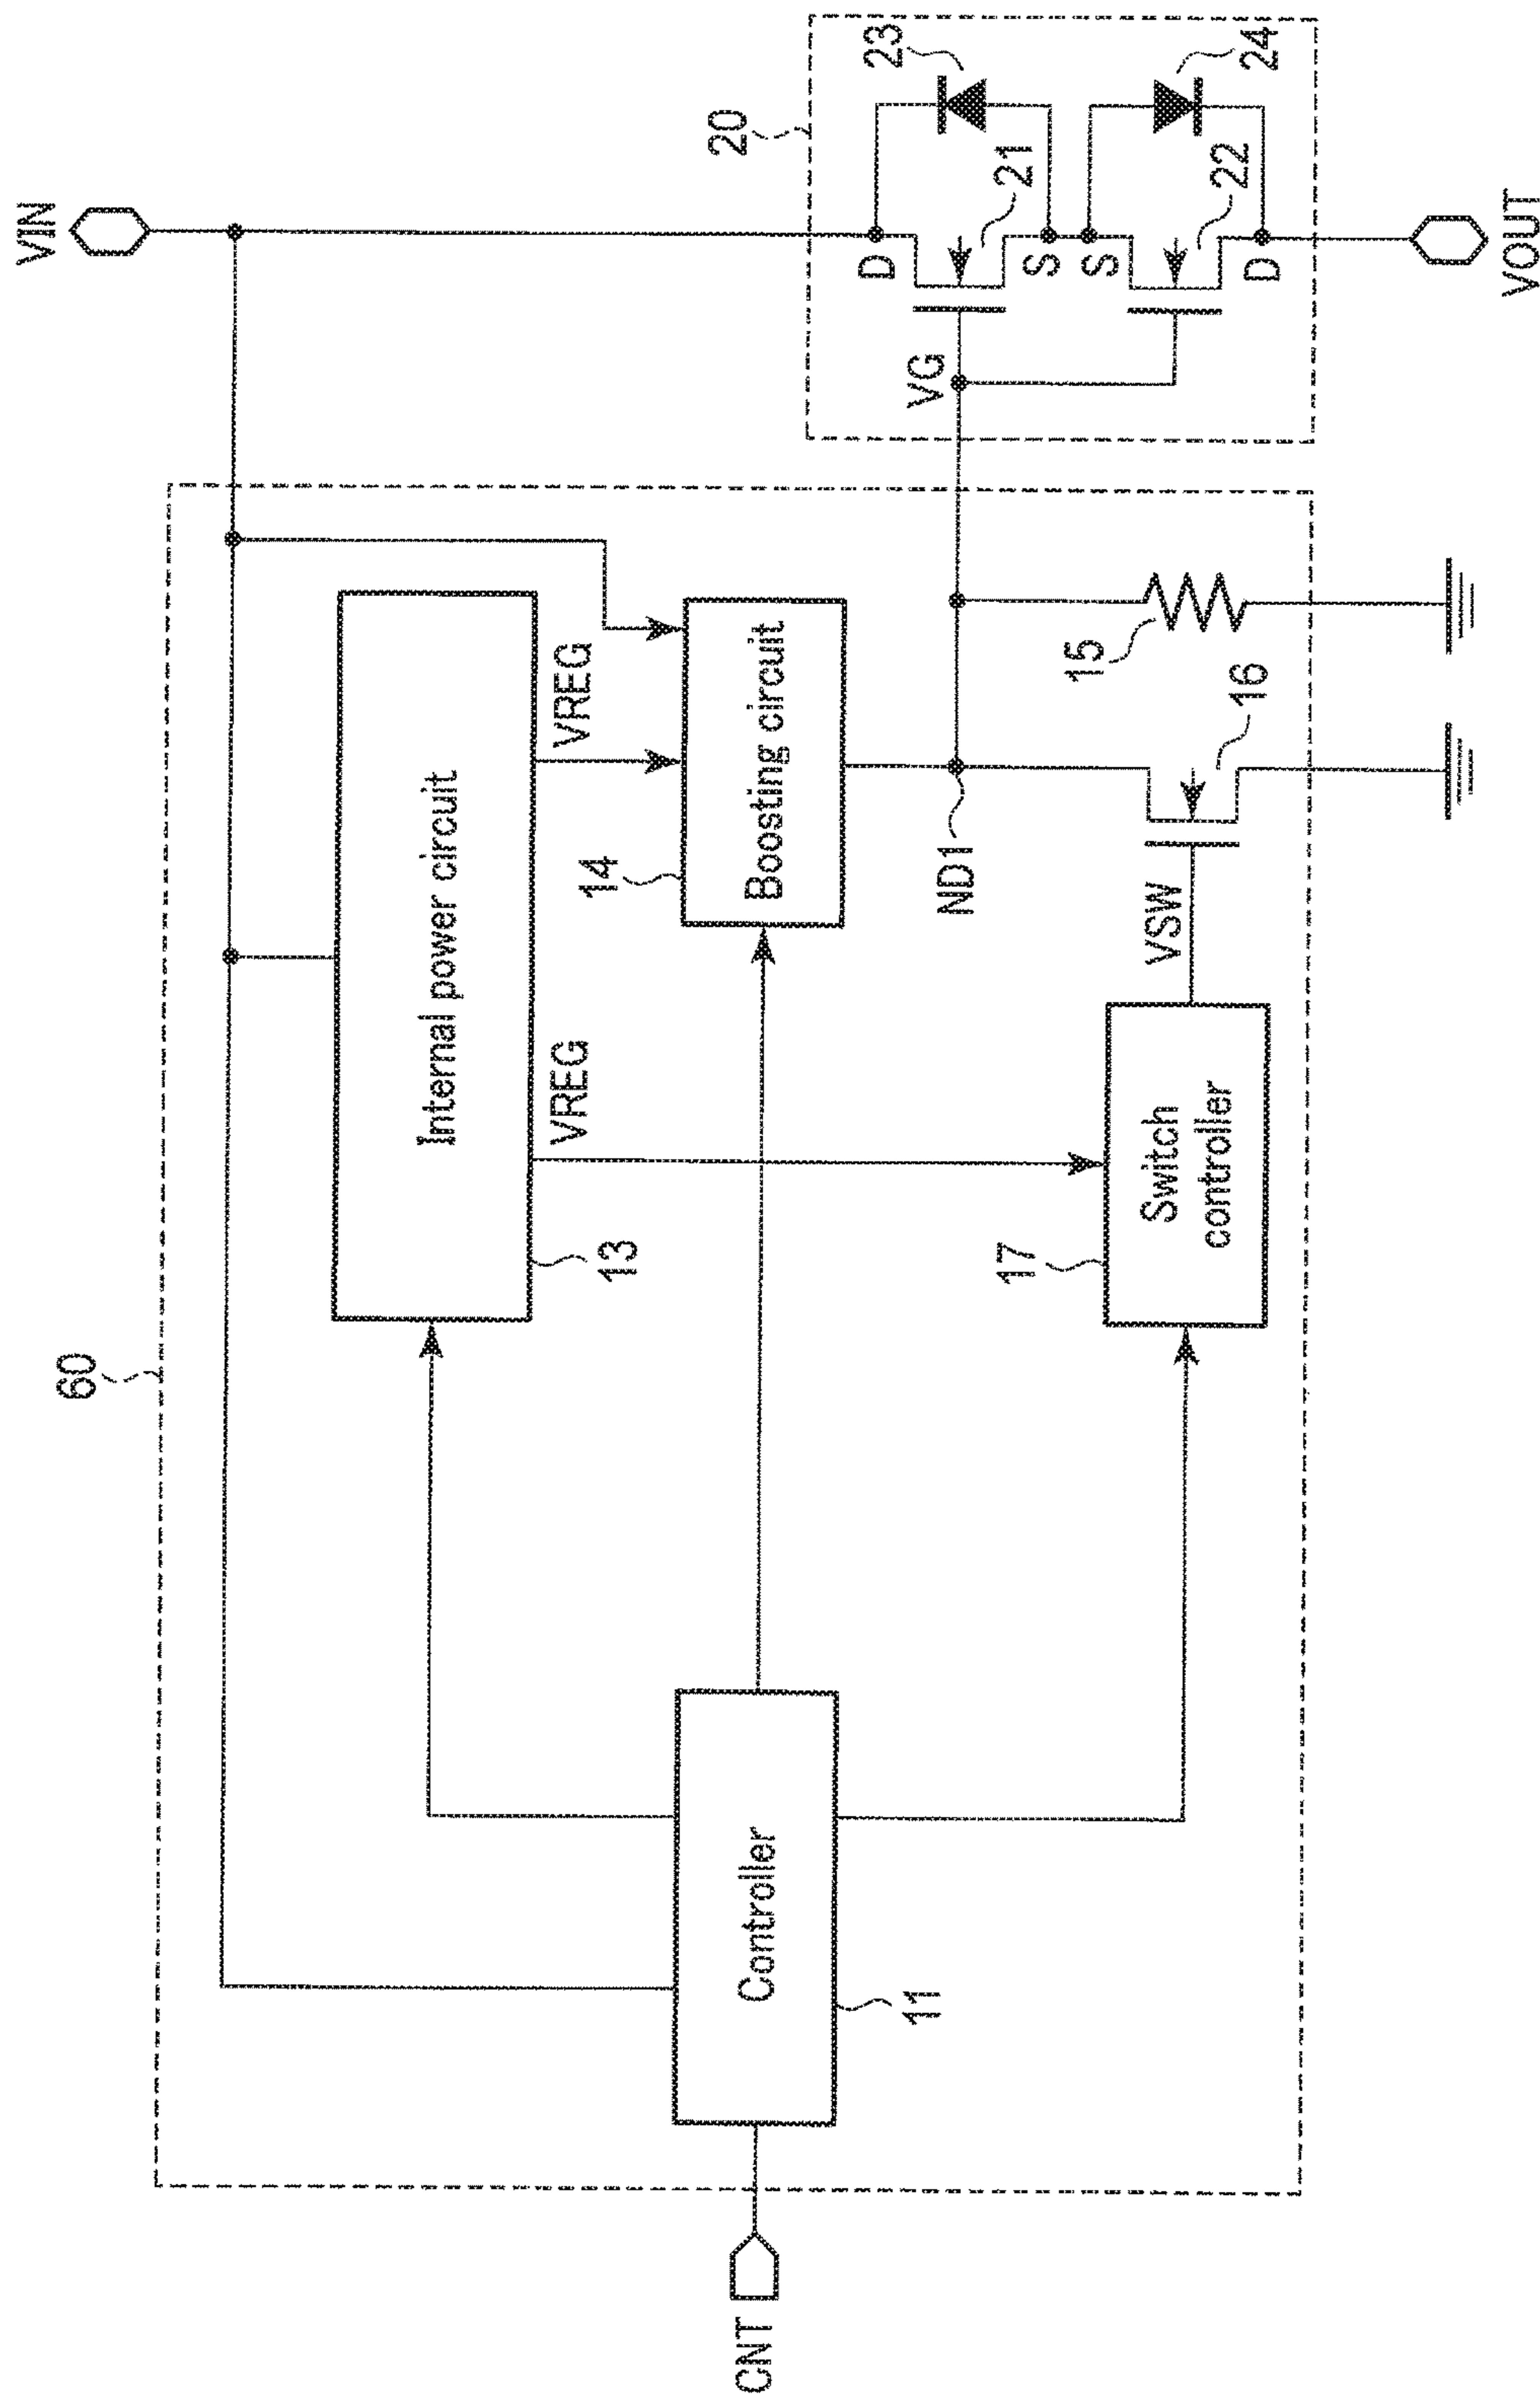 VIN
60
20
23
24
21
22
D
S
S
D
VG
VOUT
Internal power circuit
13
VREG
VREG
14
Boosting circuit
ND1
15
16
VSW
17
Switch
controller
Controller
11
CNT